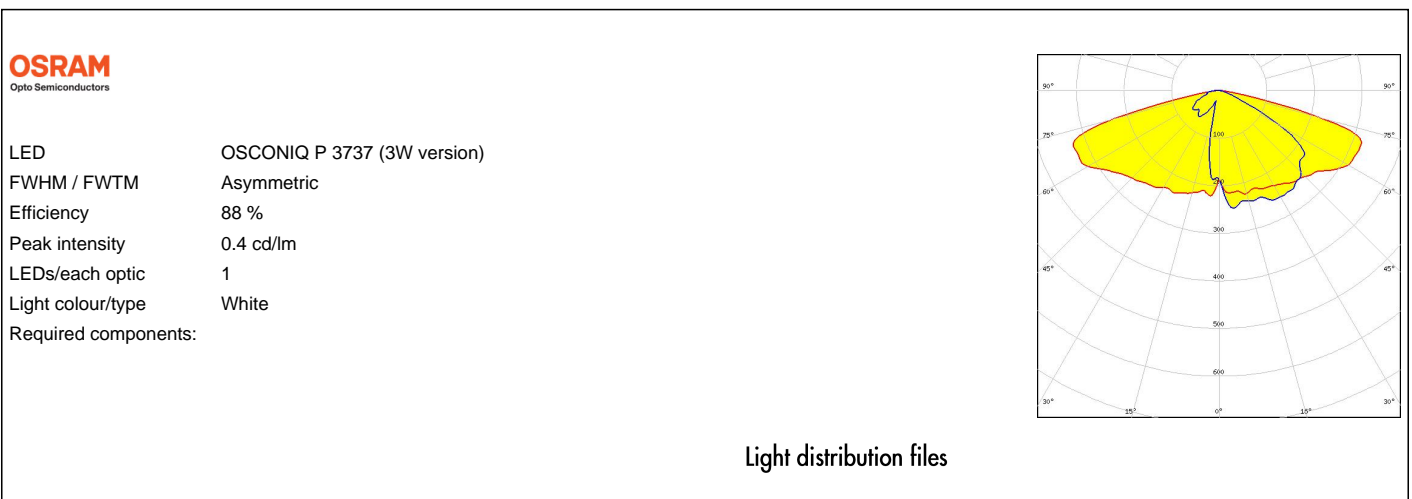 OSRAM
Opto Semiconductors
LED OSCONIQ P 3737 (3W version)
FWHM / FWTM Asymmetric
Efficiency 88 %
Peak intensity 0.4 cd/lm
LEDs/each optic 1
Light colour/type White
Required components:
90° 90°
75° 100 75°
60° 200 60°
300
45° 400 45°
500
600
30° 15° 0° 15° 30°
Light distribution files